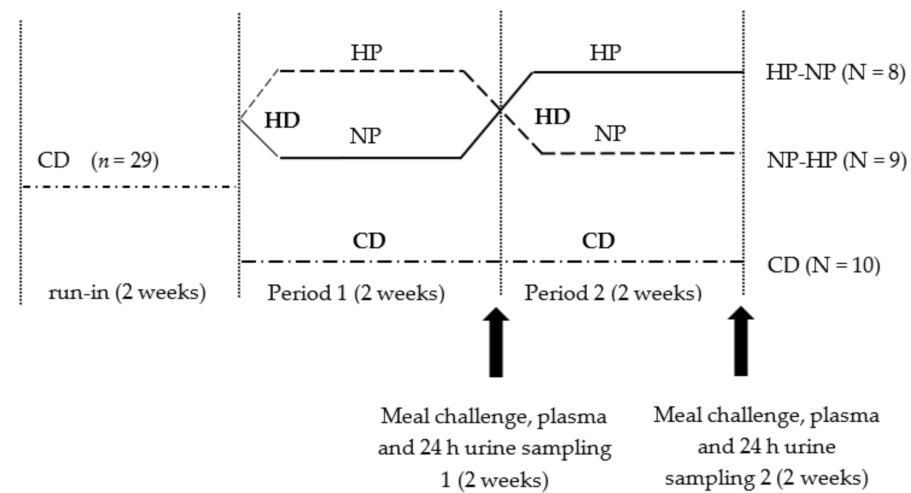 HP
HP
HP-NP (N = 8)
HD
HD
NP
NP
CD (n = 29)
NP-HP (N = 9)
CD
CD
CD (N = 10)
run-in (2 weeks)
Period 1 (2 weeks)
Period 2 (2 weeks)
Meal challenge, plasma
and 24 h urine sampling
1 (2 weeks)
Meal challenge, plasma
and 24 h urine
sampling 2 (2 weeks)